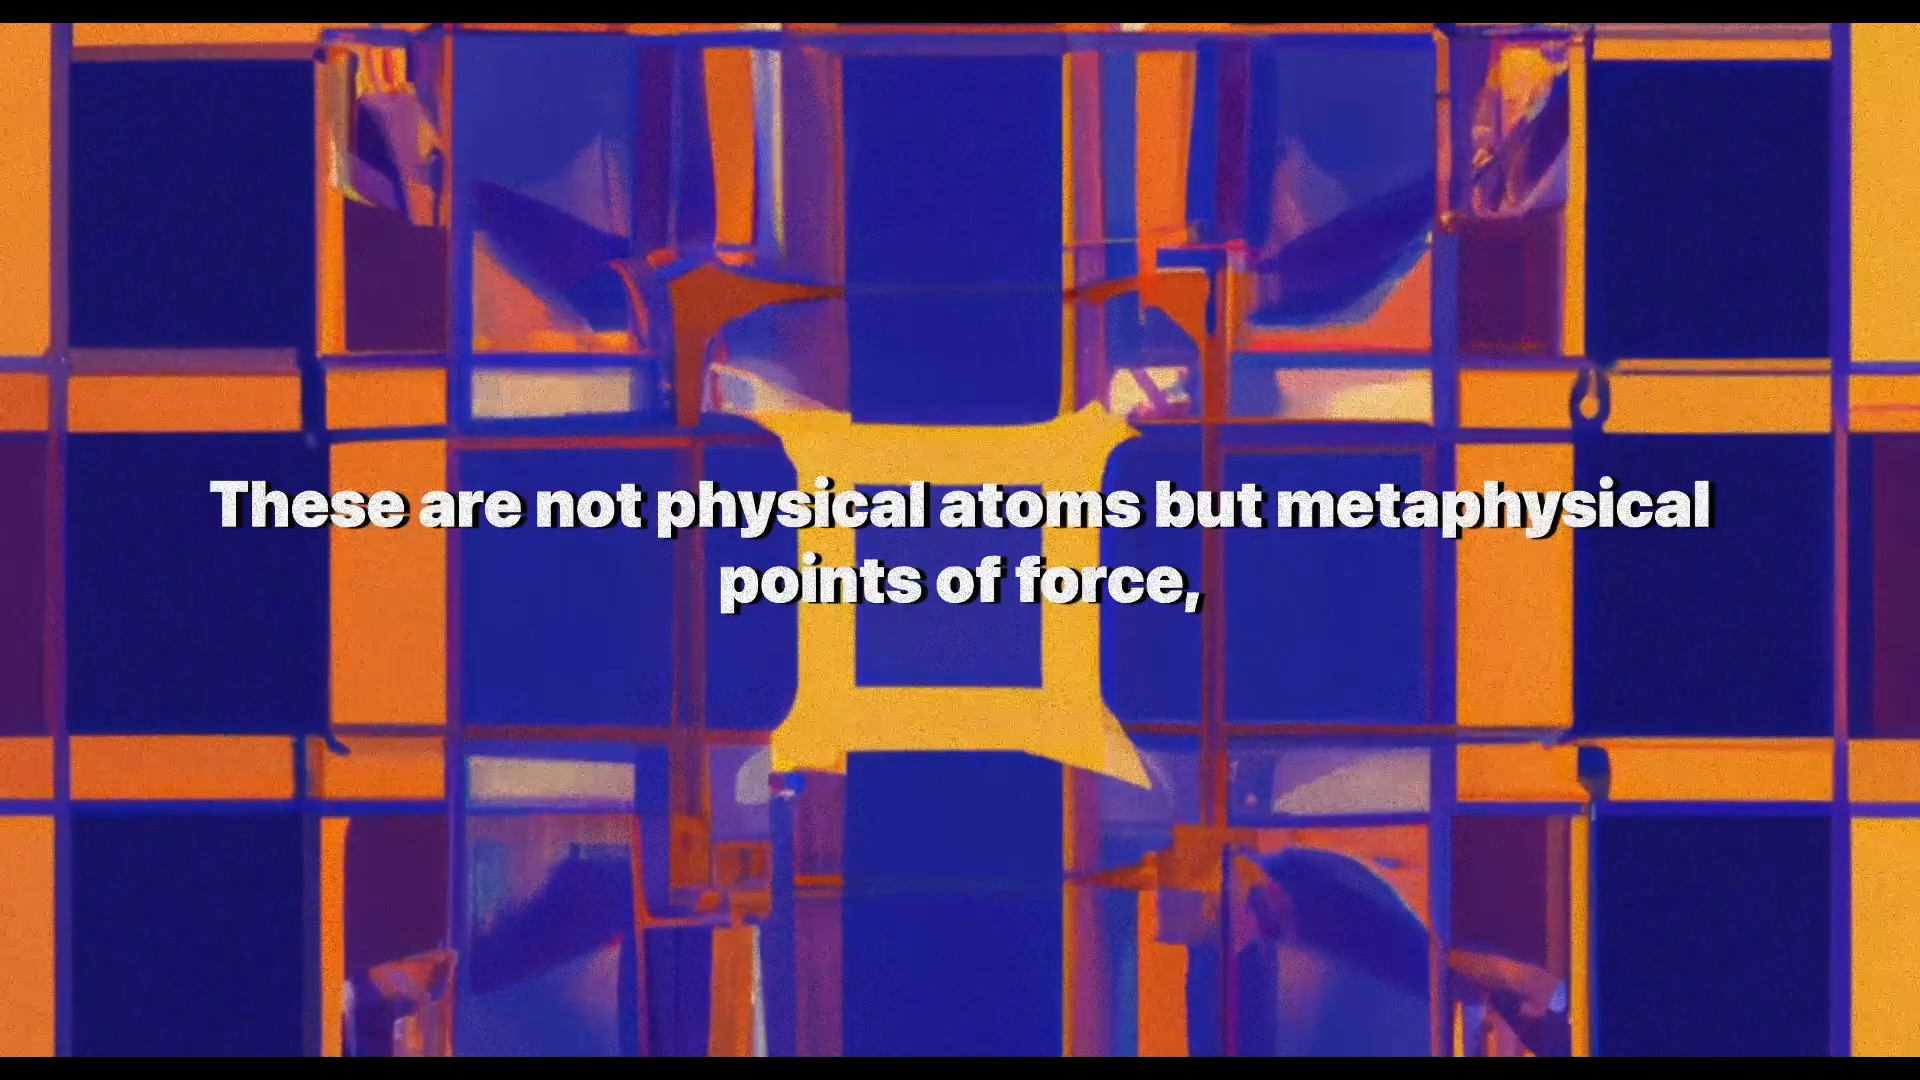 These are not physical atoms but metaphysical
points of force,